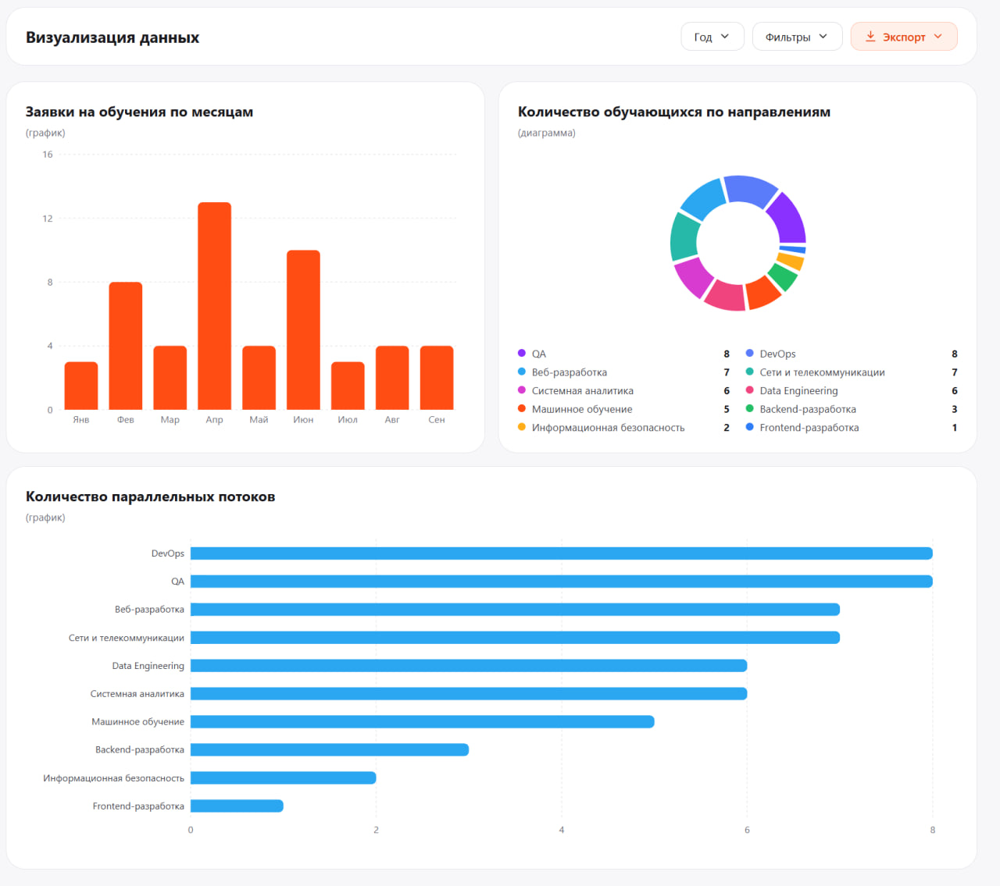 Визуализация данных
Год
Фильтры
Экспорт
Заявки на обучения по месяцам
(график)
16
12
8
4
0
Янв Фев Мар Апр Май Июн Июл Авг Сен
Количество обучающихся по направлениям
(диаграмма)
QA 8
DevOps 8
Веб-разработка 7
Сети и телекоммуникации 7
Системная аналитика 6
Data Engineering 6
Машинное обучение 5
Backend-разработка 3
Информационная безопасность 2
Frontend-разработка 1
Количество параллельных потоков
(график)
DevOps
QA
Веб-разработка
Сети и телекоммуникации
Data Engineering
Системная аналитика
Машинное обучение
Backend-разработка
Информационная безопасность
Frontend-разработка
0 2 4 6 8